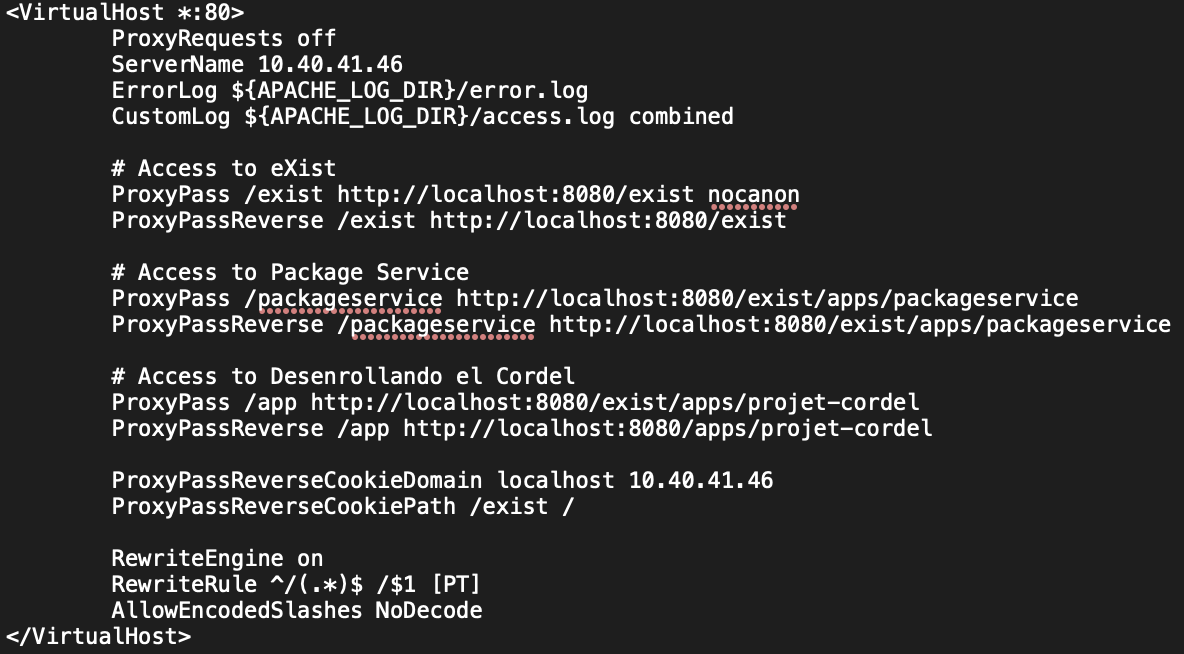 <VirtualHost *:80>
ProxyRequests off
ServerName 10.40.41.46
ErrorLog ${APACHE_LOG_DIR}/error.log
CustomLog ${APACHE_LOG_DIR}/access.log combined
# Access to eXist
ProxyPass /exist http://localhost:8080/exist nocanon
ProxyPassReverse /exist http://localhost:8080/exist
# Access to Package Service
ProxyPass /packageservice http://localhost:8080/exist/apps/packageservice
ProxyPassReverse /packageservice http://localhost:8080/exist/apps/packageservice
# Access to Desenrollando el Cordel
ProxyPass /app http://localhost:8080/exist/apps/projet-cordel
ProxyPassReverse /app http://localhost:8080/apps/projet-cordel
ProxyPassReverseCookieDomain localhost 10.40.41.46
ProxyPassReverseCookiePath /exist /
RewriteEngine on
RewriteRule ^/(.*)$ /$1 [PT]
AllowEncodedSlashes NoDecode
</VirtualHost>